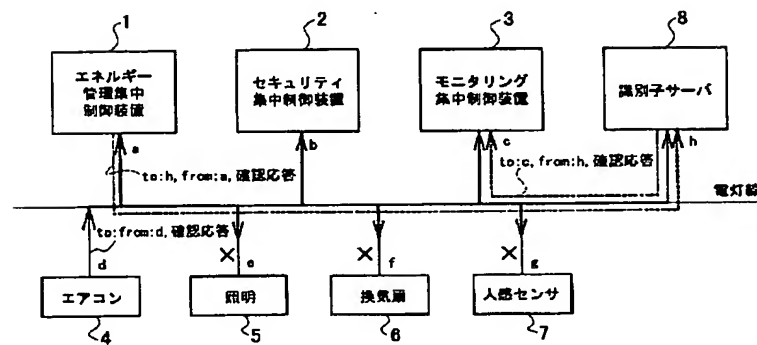 1
2
3
8
エネルギー
管理集中
制御装置
セキュリティ
集中制御装置
モニタリング
集中制御装置
識別子サーバ
a
b
c
h
to:h, from:a, 確認応答
to:c, from:h, 確認応答
電灯線
to:from:d, 確認応答
d
e
f
g
エアコン
照明
換気扇
人感センサ
4
5
6
7